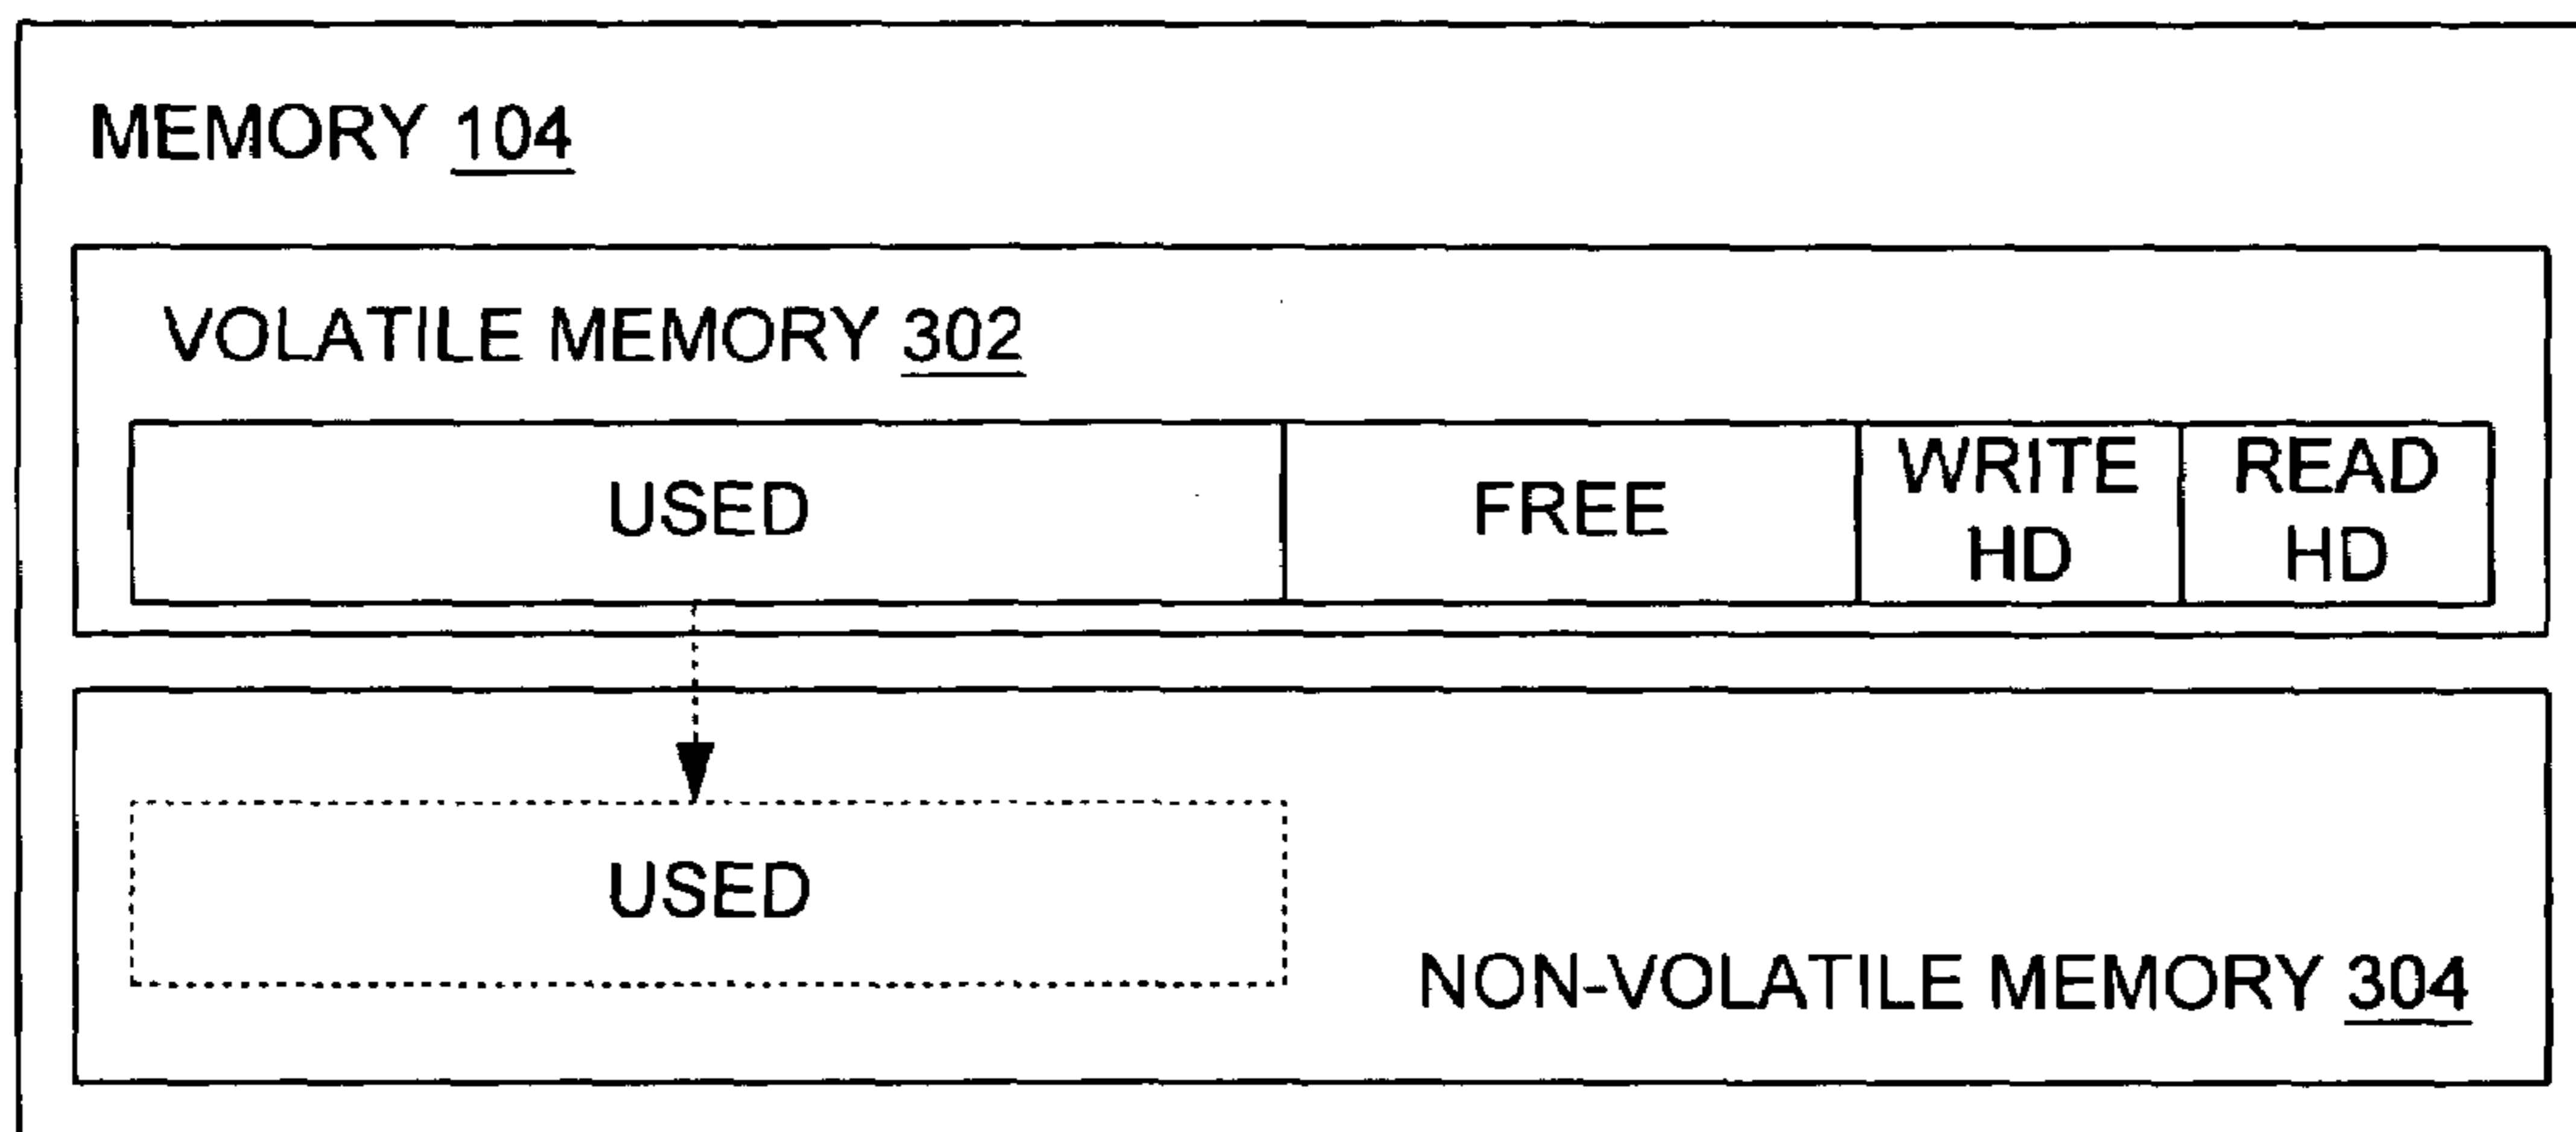 MEMORY 104
VOLATILE MEMORY 302
USED
FREE
WRITE
HD
READ
HD
USED
NON-VOLATILE MEMORY 304